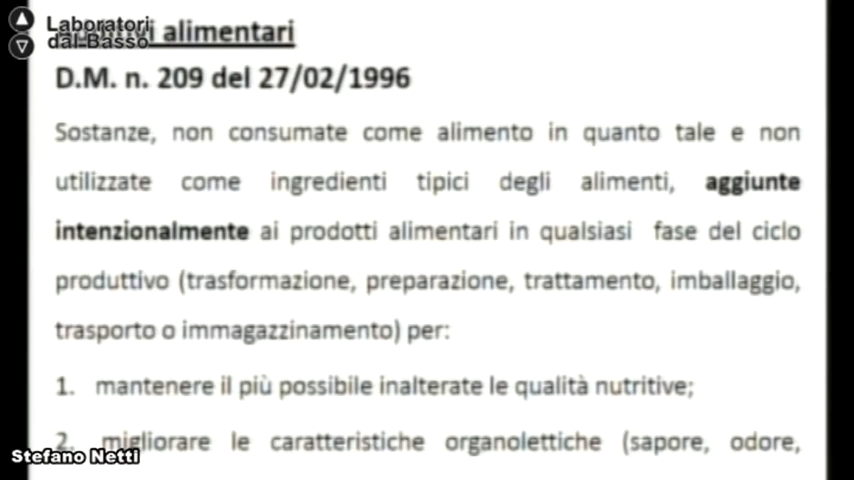 Laboratori
dal Basso
alimentari
D.M. n. 209 del 27/02/1996
Sostanze, non consumate come alimento in quanto tale e non
utilizzate come ingredienti tipici degli alimenti, aggiunte
intenzionalmente ai prodotti alimentari in qualsiasi fase del ciclo
produttivo (trasformazione, preparazione, trattamento, imballaggio,
trasporto o immagazzinamento) per:
1. mantenere il più possibile inalterate le qualità nutritive;
2. migliorare le caratteristiche organolettiche (sapore, odore,
Stefano Netti